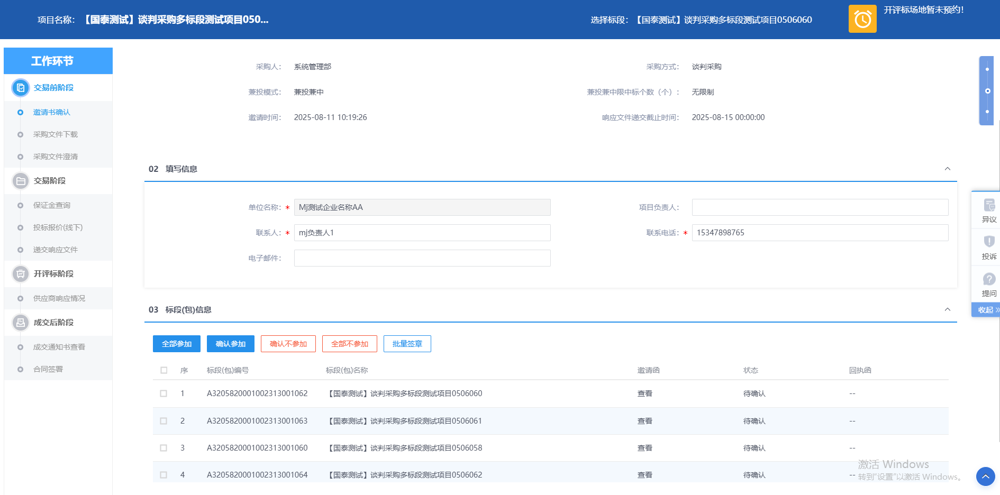 项目名称： 【国泰测试】谈判采购多标段测试项目050...
选择标段： 【国泰测试】谈判采购多标段测试项目0506060
开评标场地暂未预约！
工作环节
交易前阶段
邀请书确认
采购文件下载
采购文件澄清
交易阶段
保证金查询
投标报价(线下)
递交响应文件
开评标阶段
供应商响应情况
成交后阶段
成交通知书查看
合同签署
采购人： 系统管理部 采购方式： 谈判采购
兼投模式： 兼投兼中 兼投兼中限中标个数（个）： 无限制
邀请时间： 2025-08-11 10:19:26 响应文件递交截止时间： 2025-08-15 00:00:00
02 填写信息
单位名称：* Mj测试企业名称AA 项目负责人：
联系人：* mj负责人1 联系电话：* 15347898765
电子邮件：
03 标段(包)信息
全部参加 确认参加 确认不参加 全部不参加 批量签章
序 标段(包)编号 标段(包)名称 邀请函 状态 回执函
1 A3205820001002313001062 【国泰测试】谈判采购多标段测试项目0506060 查看 待确认 --
2 A3205820001002313001063 【国泰测试】谈判采购多标段测试项目0506061 查看 待确认 --
3 A3205820001002313001060 【国泰测试】谈判采购多标段测试项目0506058 查看 待确认 --
4 A3205820001002313001064 【国泰测试】谈判采购多标段测试项目0506062 查看 待确认 --
异议
投诉
提问
收起 »
激活 Windows
转到"设置"以激活 Windows。